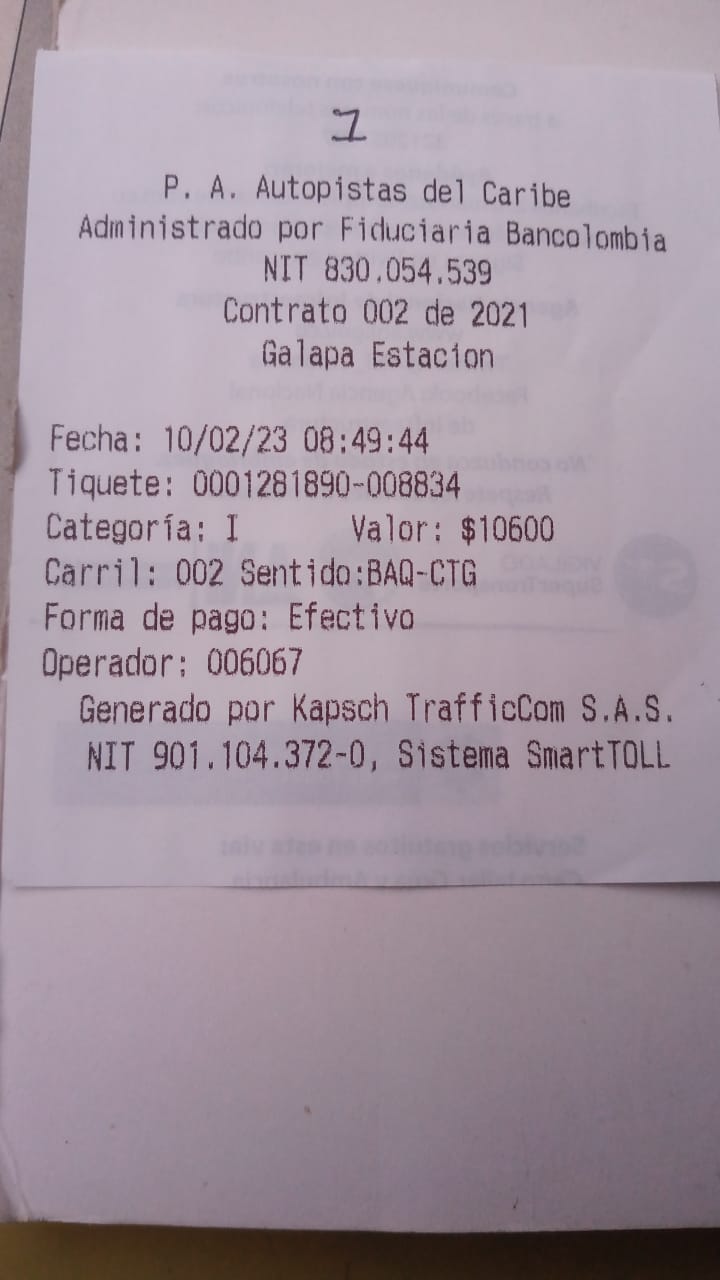 1
P. A. Autopistas del Caribe
Administrado por Fiduciaria Bancolombia
NIT 830.054.539
Contrato 002 de 2021
Galapa Estacion
Fecha: 10/02/23 08:49:44
Tiquete: 0001281890-008834
Categoría: I Valor: $10600
Carril: 002 Sentido:BAQ-CTG
Forma de pago: Efectivo
Operador: 006067
Generado por Kapsch TrafficCom S.A.S.
NIT 901.104.372-0, Sistema SmartTOLL